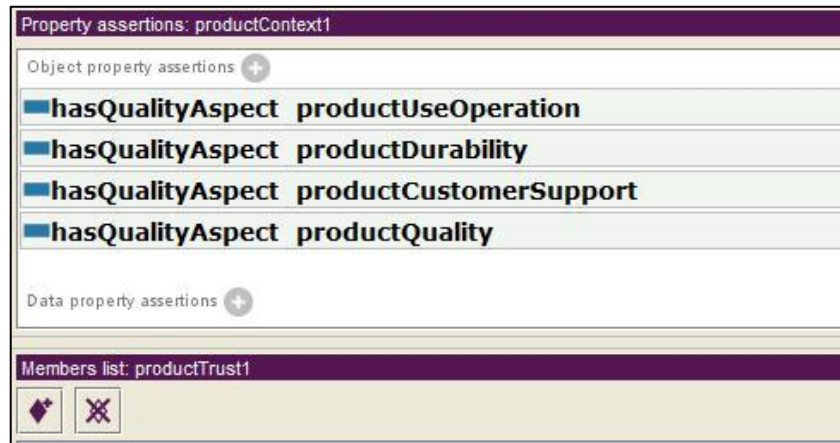 Property assertions: productContext1
Object property assertions
hasQualityAspect productUseOperation
hasQualityAspect productDurability
hasQualityAspect productCustomerSupport
hasQualityAspect productQuality
Data property assertions
Members list: productTrust1